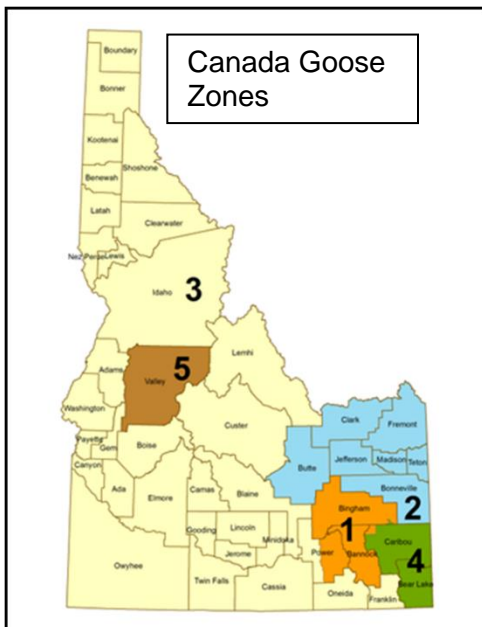 Canada Goose
Zones
Boundary
Bonner
Kootenai
Shoshone
Benewah
Latah
Clearwater
Nez Perce
Lewis
Idaho
3
Lemhi
Adams
Valley
5
Washington
Custer
Clark
Fremont
Payette
Gem
Boise
Butte
Jefferson
Madison
Teton
Canyon
Ada
Elmore
Camas
Blaine
Bingham
Bonneville
2
1
Gooding
Lincoln
Minidoka
Jerome
Power
Bannock
Caribou
4
Owyhee
Twin Falls
Cassia
Oneida
Franklin
Bear Lake